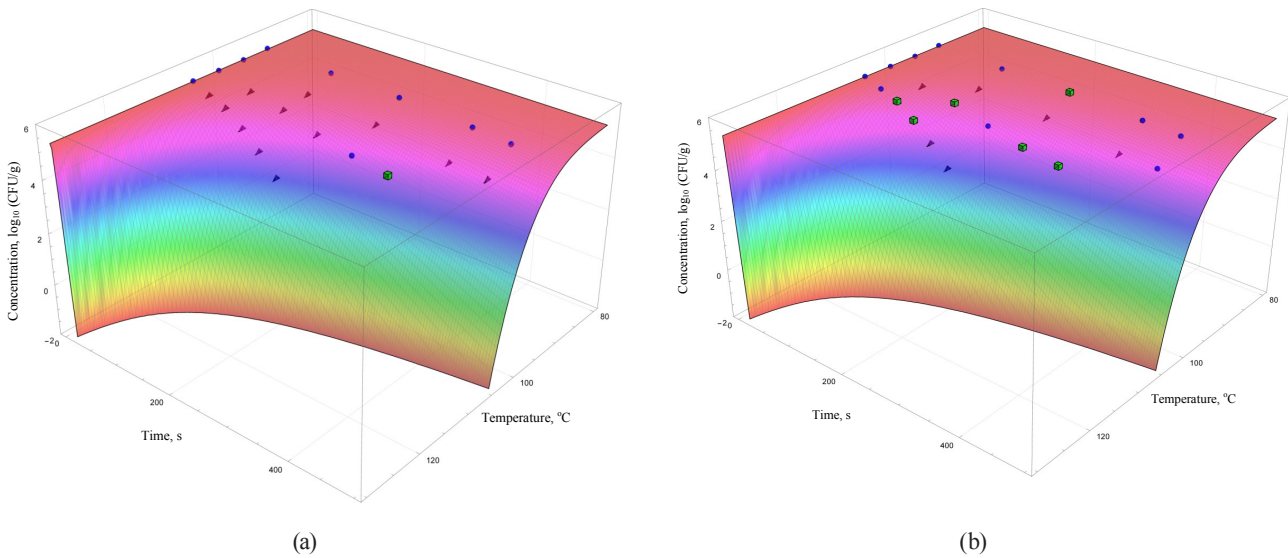 6
4
2
0
−2
0
200
400
80
100
120
Concentration, log₁₀ (CFU/g)
Time, s
Temperature, °C
(a)
6
4
2
0
−2
0
200
400
80
100
120
Concentration, log₁₀ (CFU/g)
Time, s
Temperature, °C
(b)